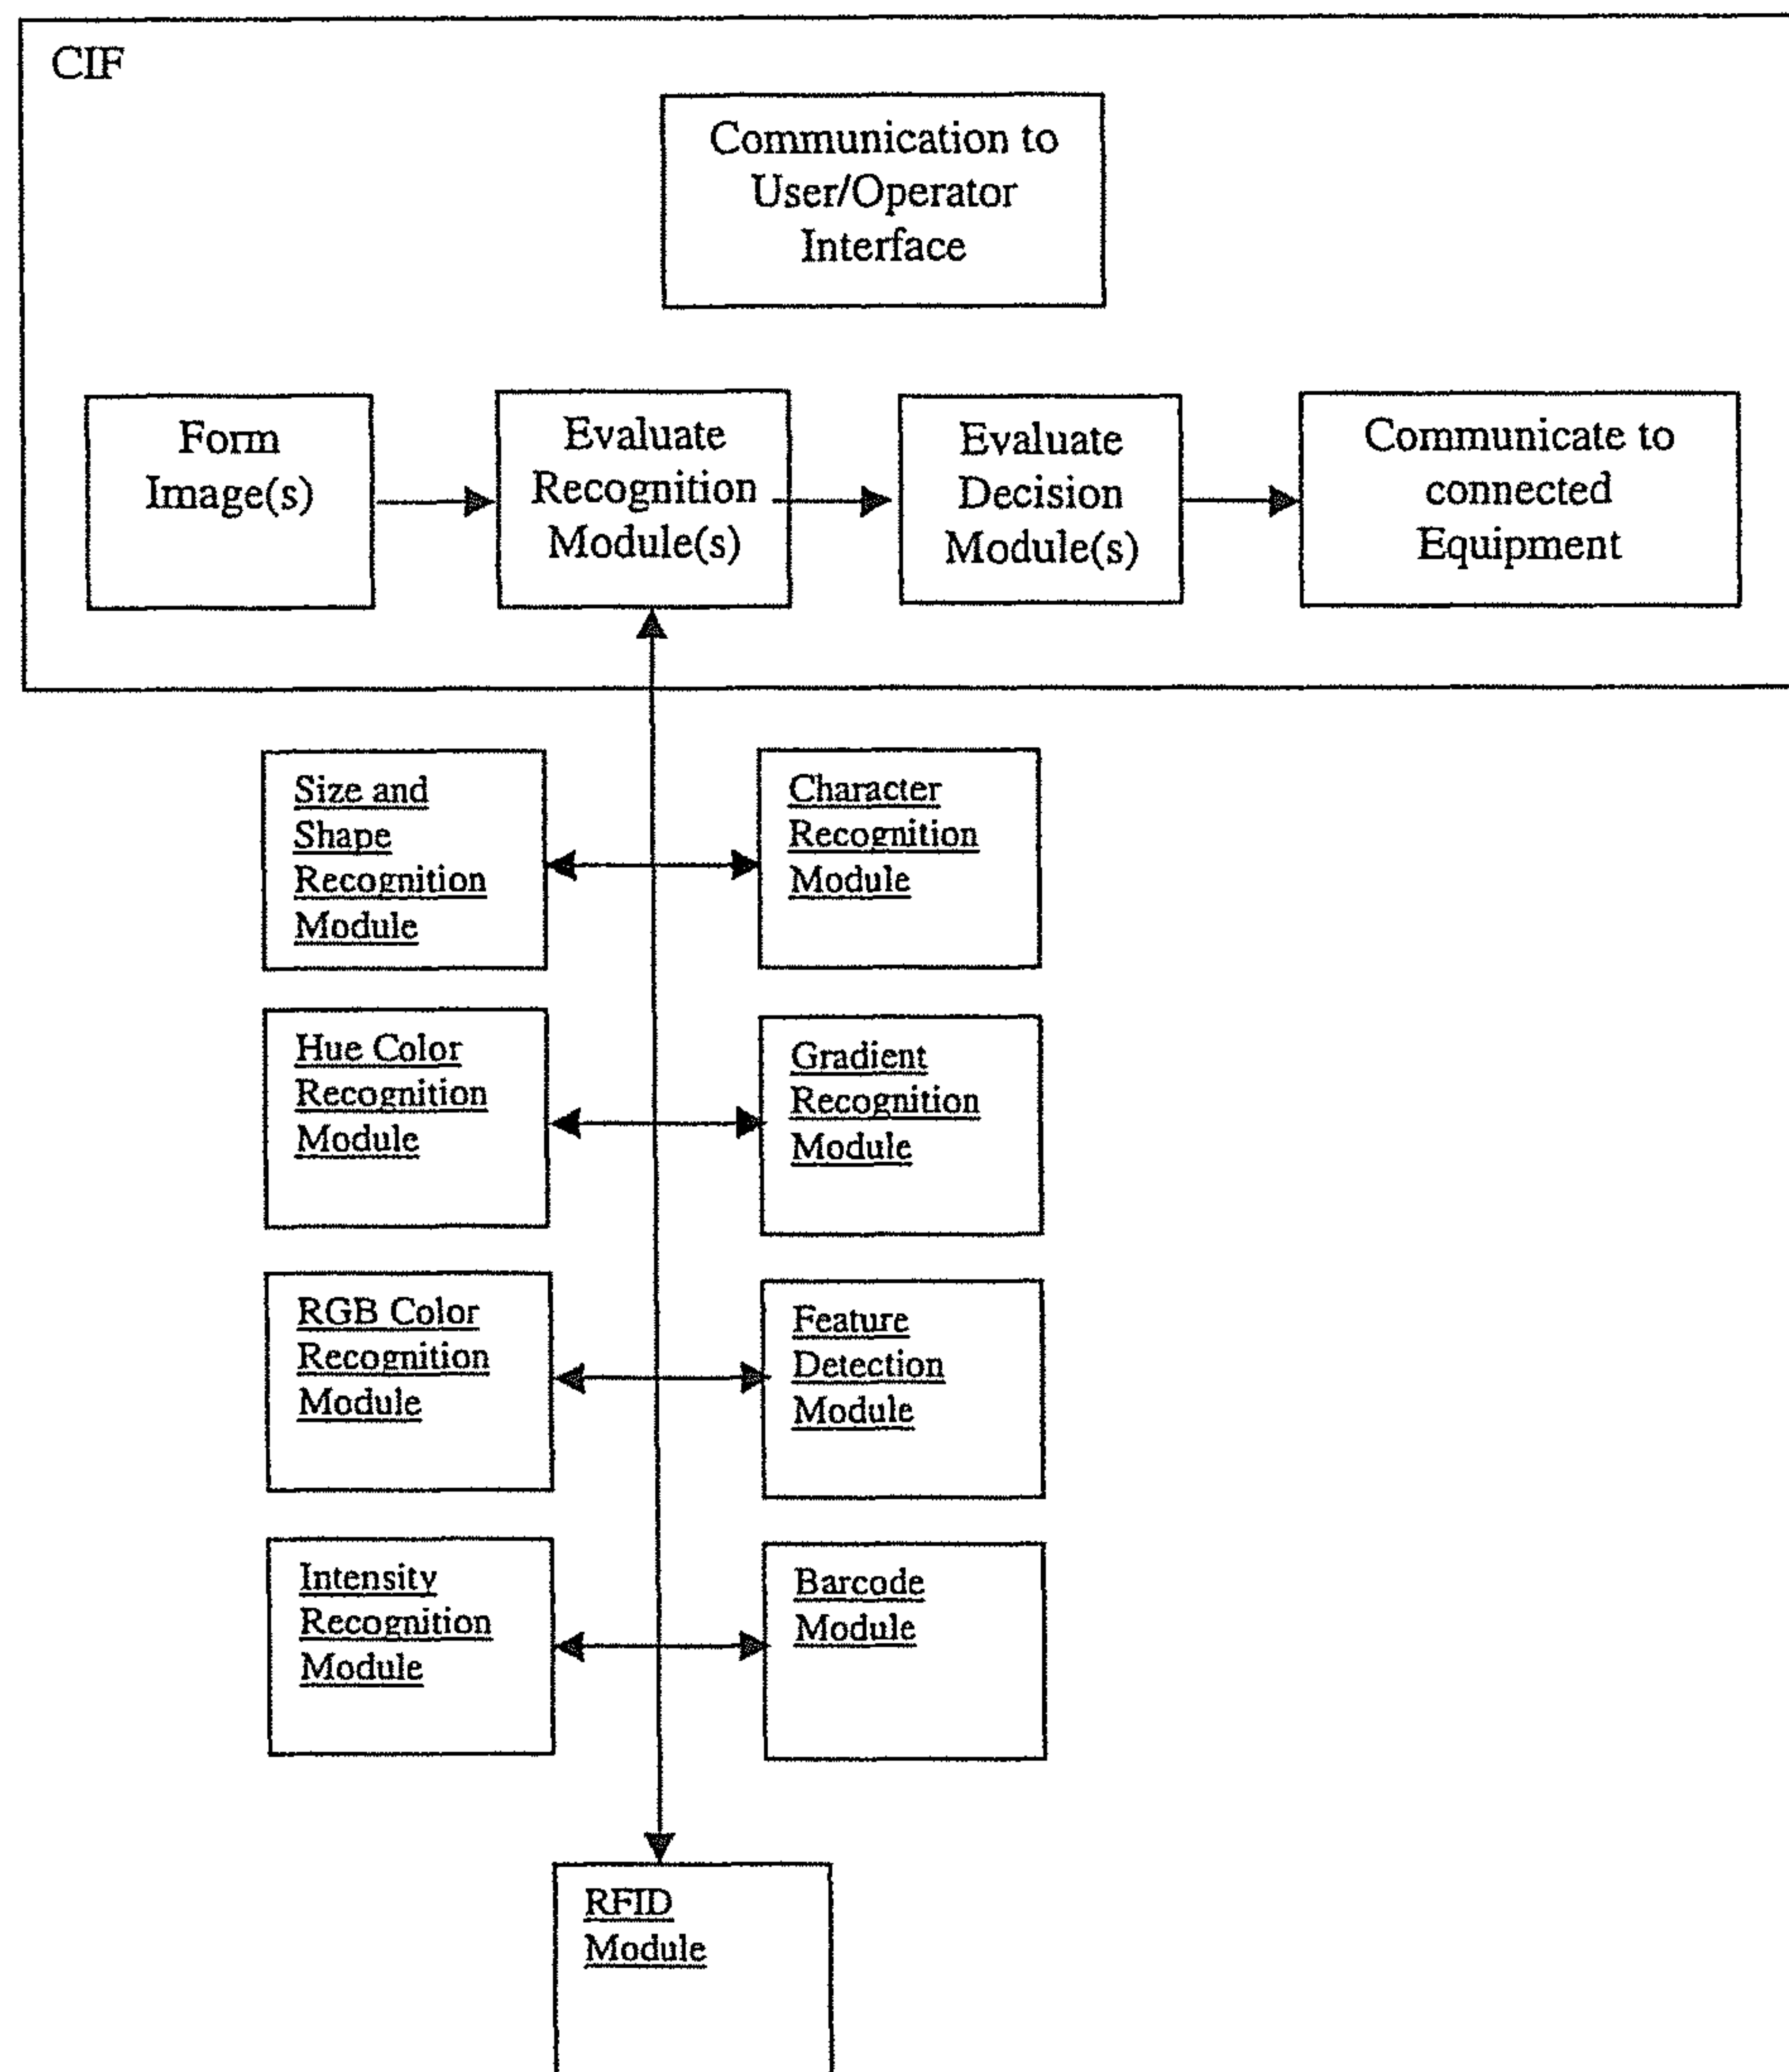 CIF
Communication to
User/Operator
Interface
Form
Image(s)
Evaluate
Recognition
Module(s)
Evaluate
Decision
Module(s)
Communicate to
connected
Equipment
Size and
Shape
Recognition
Module
Character
Recognition
Module
Hue Color
Recognition
Module
Gradient
Recognition
Module
RGB Color
Recognition
Module
Feature
Detection
Module
Intensity
Recognition
Module
Barcode
Module
RFID
Module